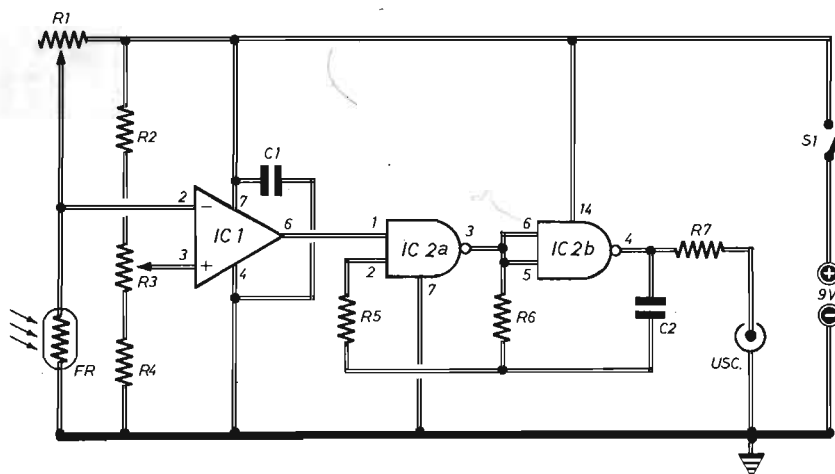 R1
R2
C1
S1
2
7
6
IC 1
1
3
6
14
4
R7
IC 2a
IC 2b
3
R3
4
2
7
5
+
9V
−
R5
R6
C2
FR
R4
USC.
−
+